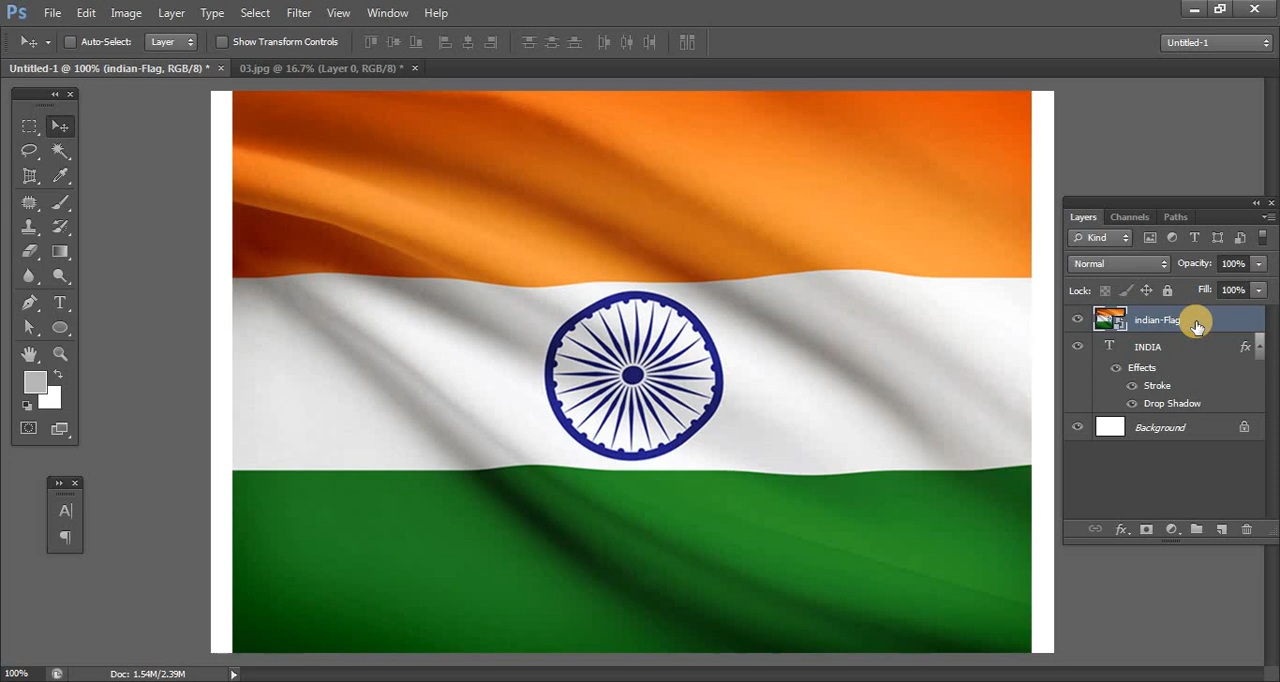 Ps File Edit Image Layer Type Select Filter View Window Help
Auto-Select: Layer Show Transform Controls Untitled-1
Untitled-1 @ 100% (indian-Flag, RGB/8) * × 03.jpg @ 16.7% (Layer 0, RGB/8) * ×
Layers Channels Paths
Kind
Normal Opacity: 100%
Lock: Fill: 100%
indian-Flag
INDIA fx
Effects
Stroke
Drop Shadow
Background
100% Doc: 1.54M/2.39M